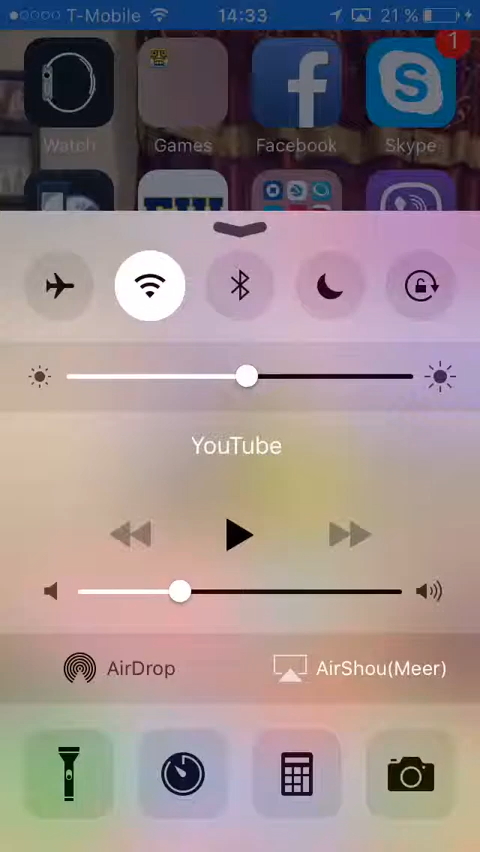 T-Mobile 14:33 21 %
1
Watch Games Facebook Skype
YouTube
AirDrop AirShou(Meer)